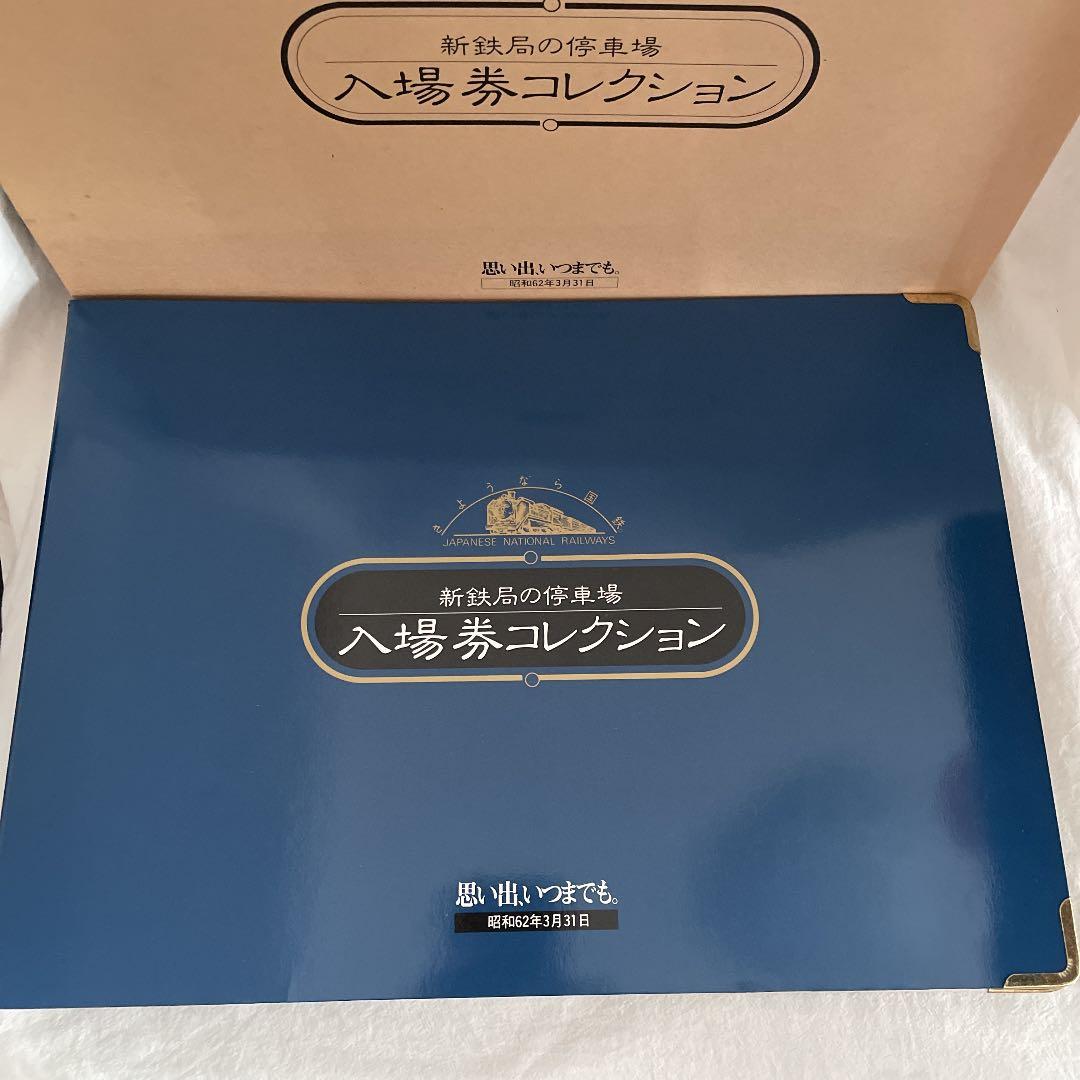 新鉄局の停車場
入場券コレクション
思い出、いつまでも。
昭和62年3月31日
さようなら国鉄
JAPANESE NATIONAL RAILWAYS
新鉄局の停車場
入場券コレクション
思い出、いつまでも。
昭和62年3月31日